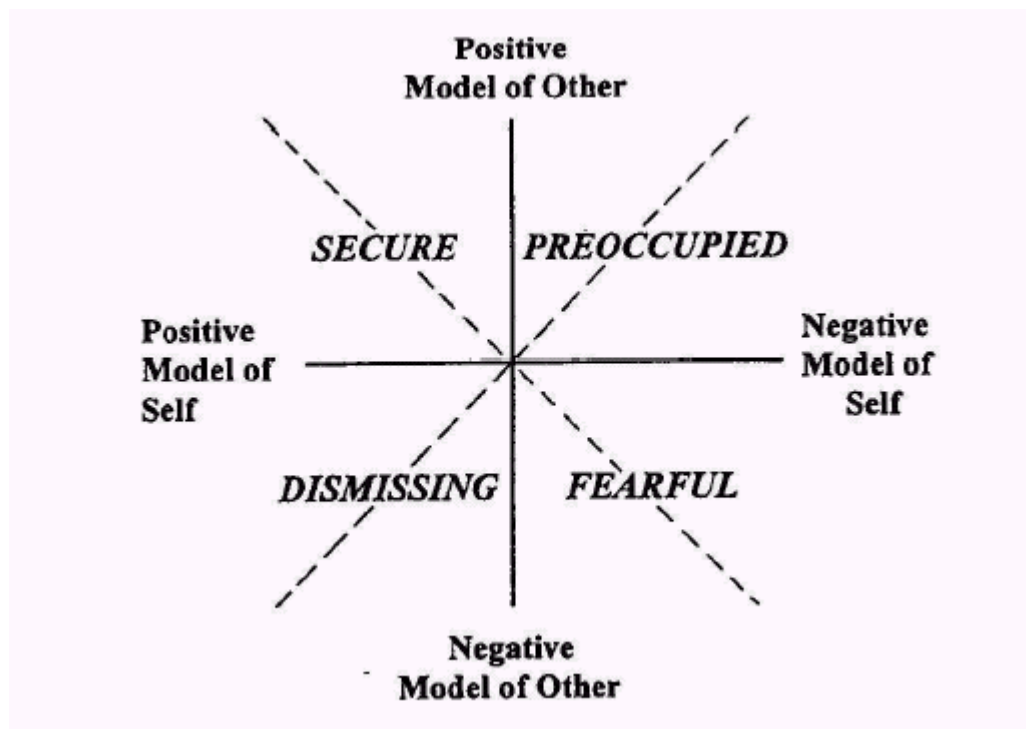 Positive
Model of Other
SECURE
PREOCCUPIED
Positive
Model of
Self
Negative
Model of
Self
DISMISSING
FEARFUL
Negative
Model of Other